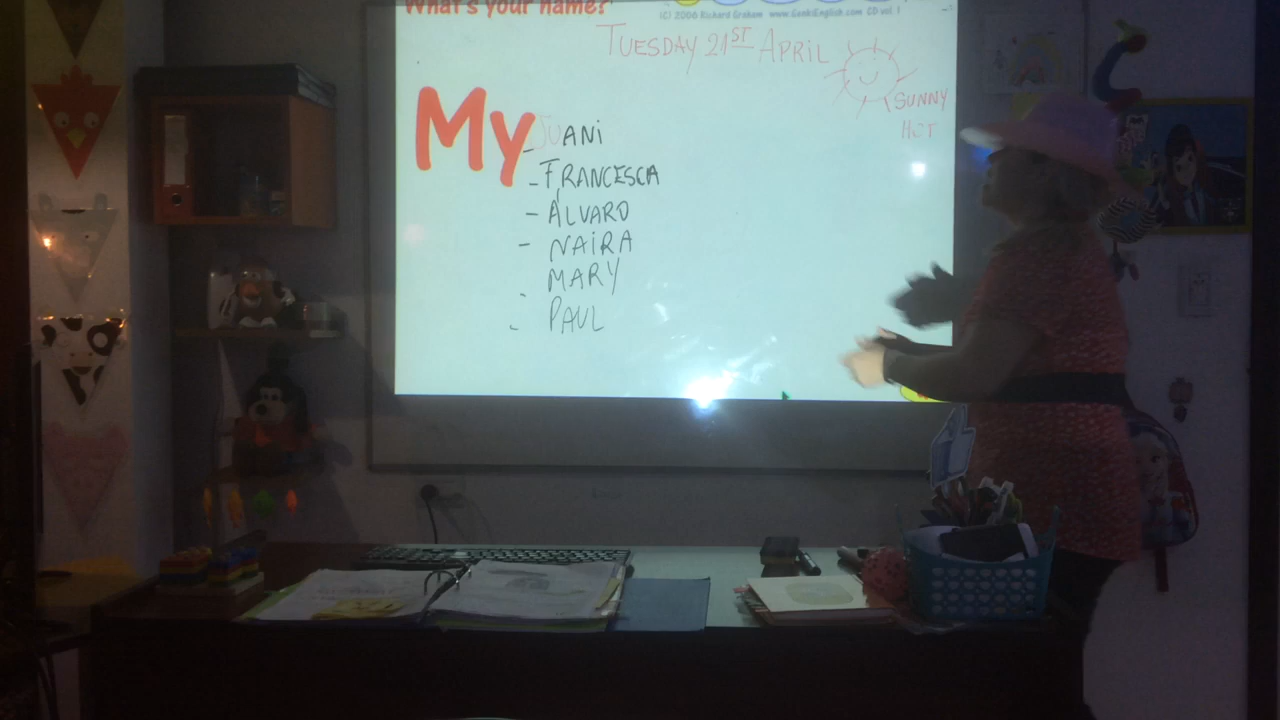 What's your names?
(C) 2006 Richard Graham www.GenkiEnglish.com CD vol. 1
TUESDAY 21ST APRIL
SUNNY
HOT
My
JUANI
- FRANCESCA
- ALVARO
- NAIRA
- MARY
- PAUL